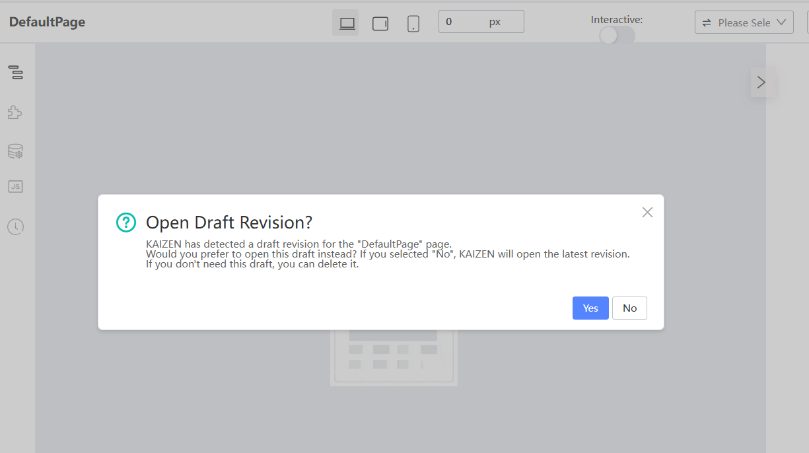 DefaultPage
0 px
Interactive:
Please Sele
JS
Open Draft Revision?
KAIZEN has detected a draft revision for the "DefaultPage" page.
Would you prefer to open this draft instead? If you selected "No", KAIZEN will open the latest revision.
If you don't need this draft, you can delete it.
Yes No